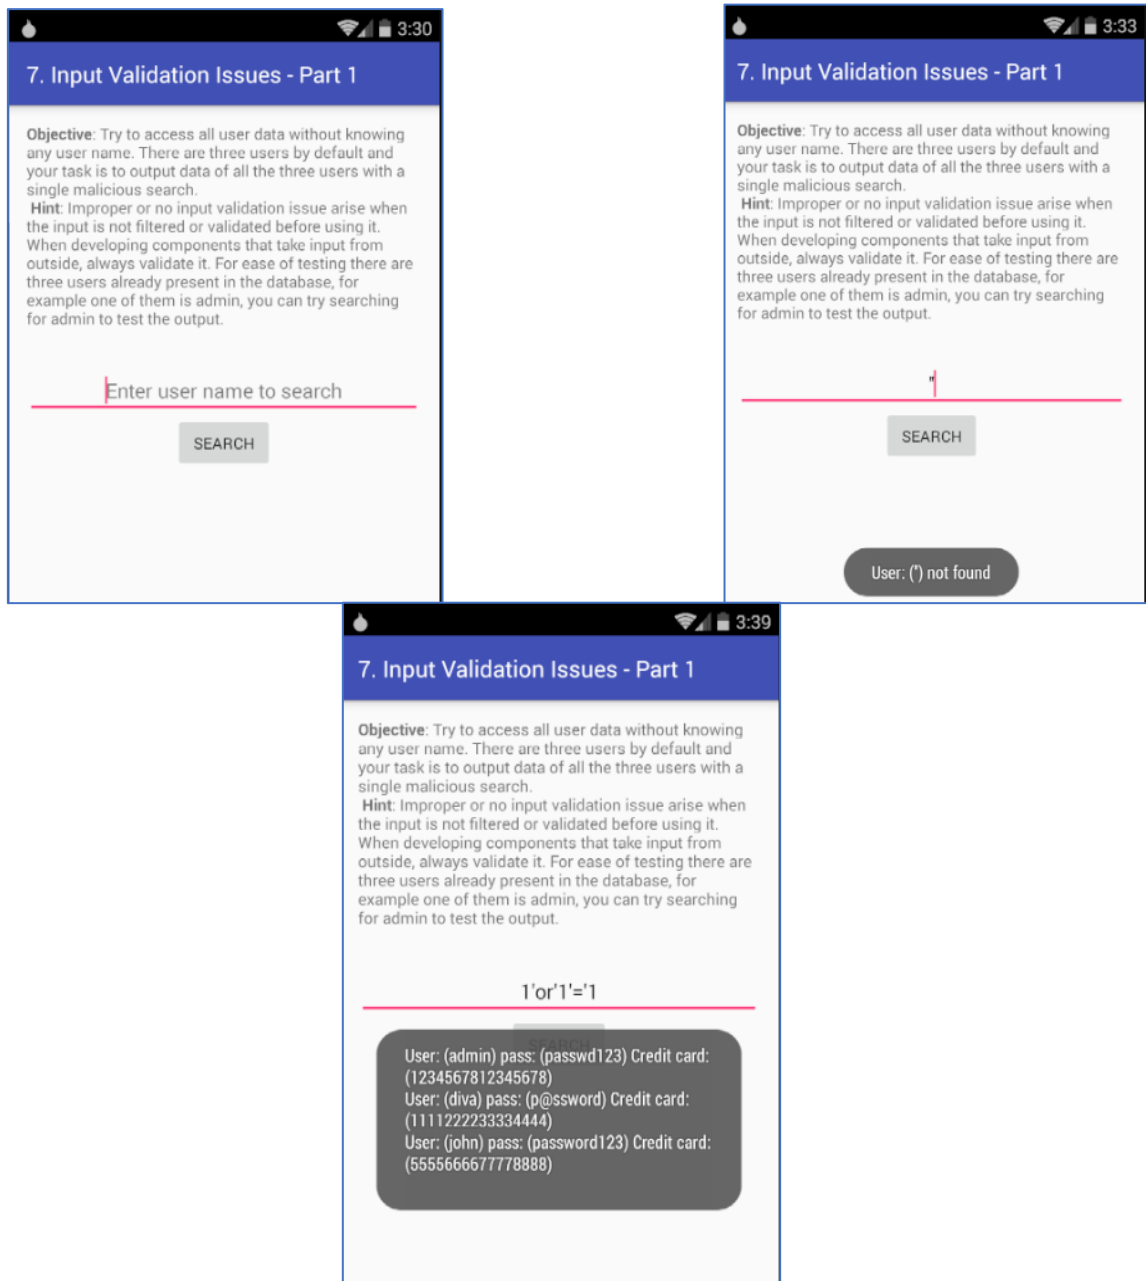 3:30
7. Input Validation Issues - Part 1
Objective: Try to access all user data without knowing
any user name. There are three users by default and
your task is to output data of all the three users with a
single malicious search.
Hint: Improper or no input validation issue arise when
the input is not filtered or validated before using it.
When developing components that take input from
outside, always validate it. For ease of testing there are
three users already present in the database, for
example one of them is admin, you can try searching
for admin to test the output.
Enter user name to search
SEARCH
3:33
7. Input Validation Issues - Part 1
Objective: Try to access all user data without knowing
any user name. There are three users by default and
your task is to output data of all the three users with a
single malicious search.
Hint: Improper or no input validation issue arise when
the input is not filtered or validated before using it.
When developing components that take input from
outside, always validate it. For ease of testing there are
three users already present in the database, for
example one of them is admin, you can try searching
for admin to test the output.
"
SEARCH
User: (") not found
3:39
7. Input Validation Issues - Part 1
Objective: Try to access all user data without knowing
any user name. There are three users by default and
your task is to output data of all the three users with a
single malicious search.
Hint: Improper or no input validation issue arise when
the input is not filtered or validated before using it.
When developing components that take input from
outside, always validate it. For ease of testing there are
three users already present in the database, for
example one of them is admin, you can try searching
for admin to test the output.
1'or'1'='1
SEARCH
User: (admin) pass: (passwd123) Credit card:
(1234567812345678)
User: (diva) pass: (p@ssword) Credit card:
(1111222233334444)
User: (john) pass: (password123) Credit card:
(5555666677778888)